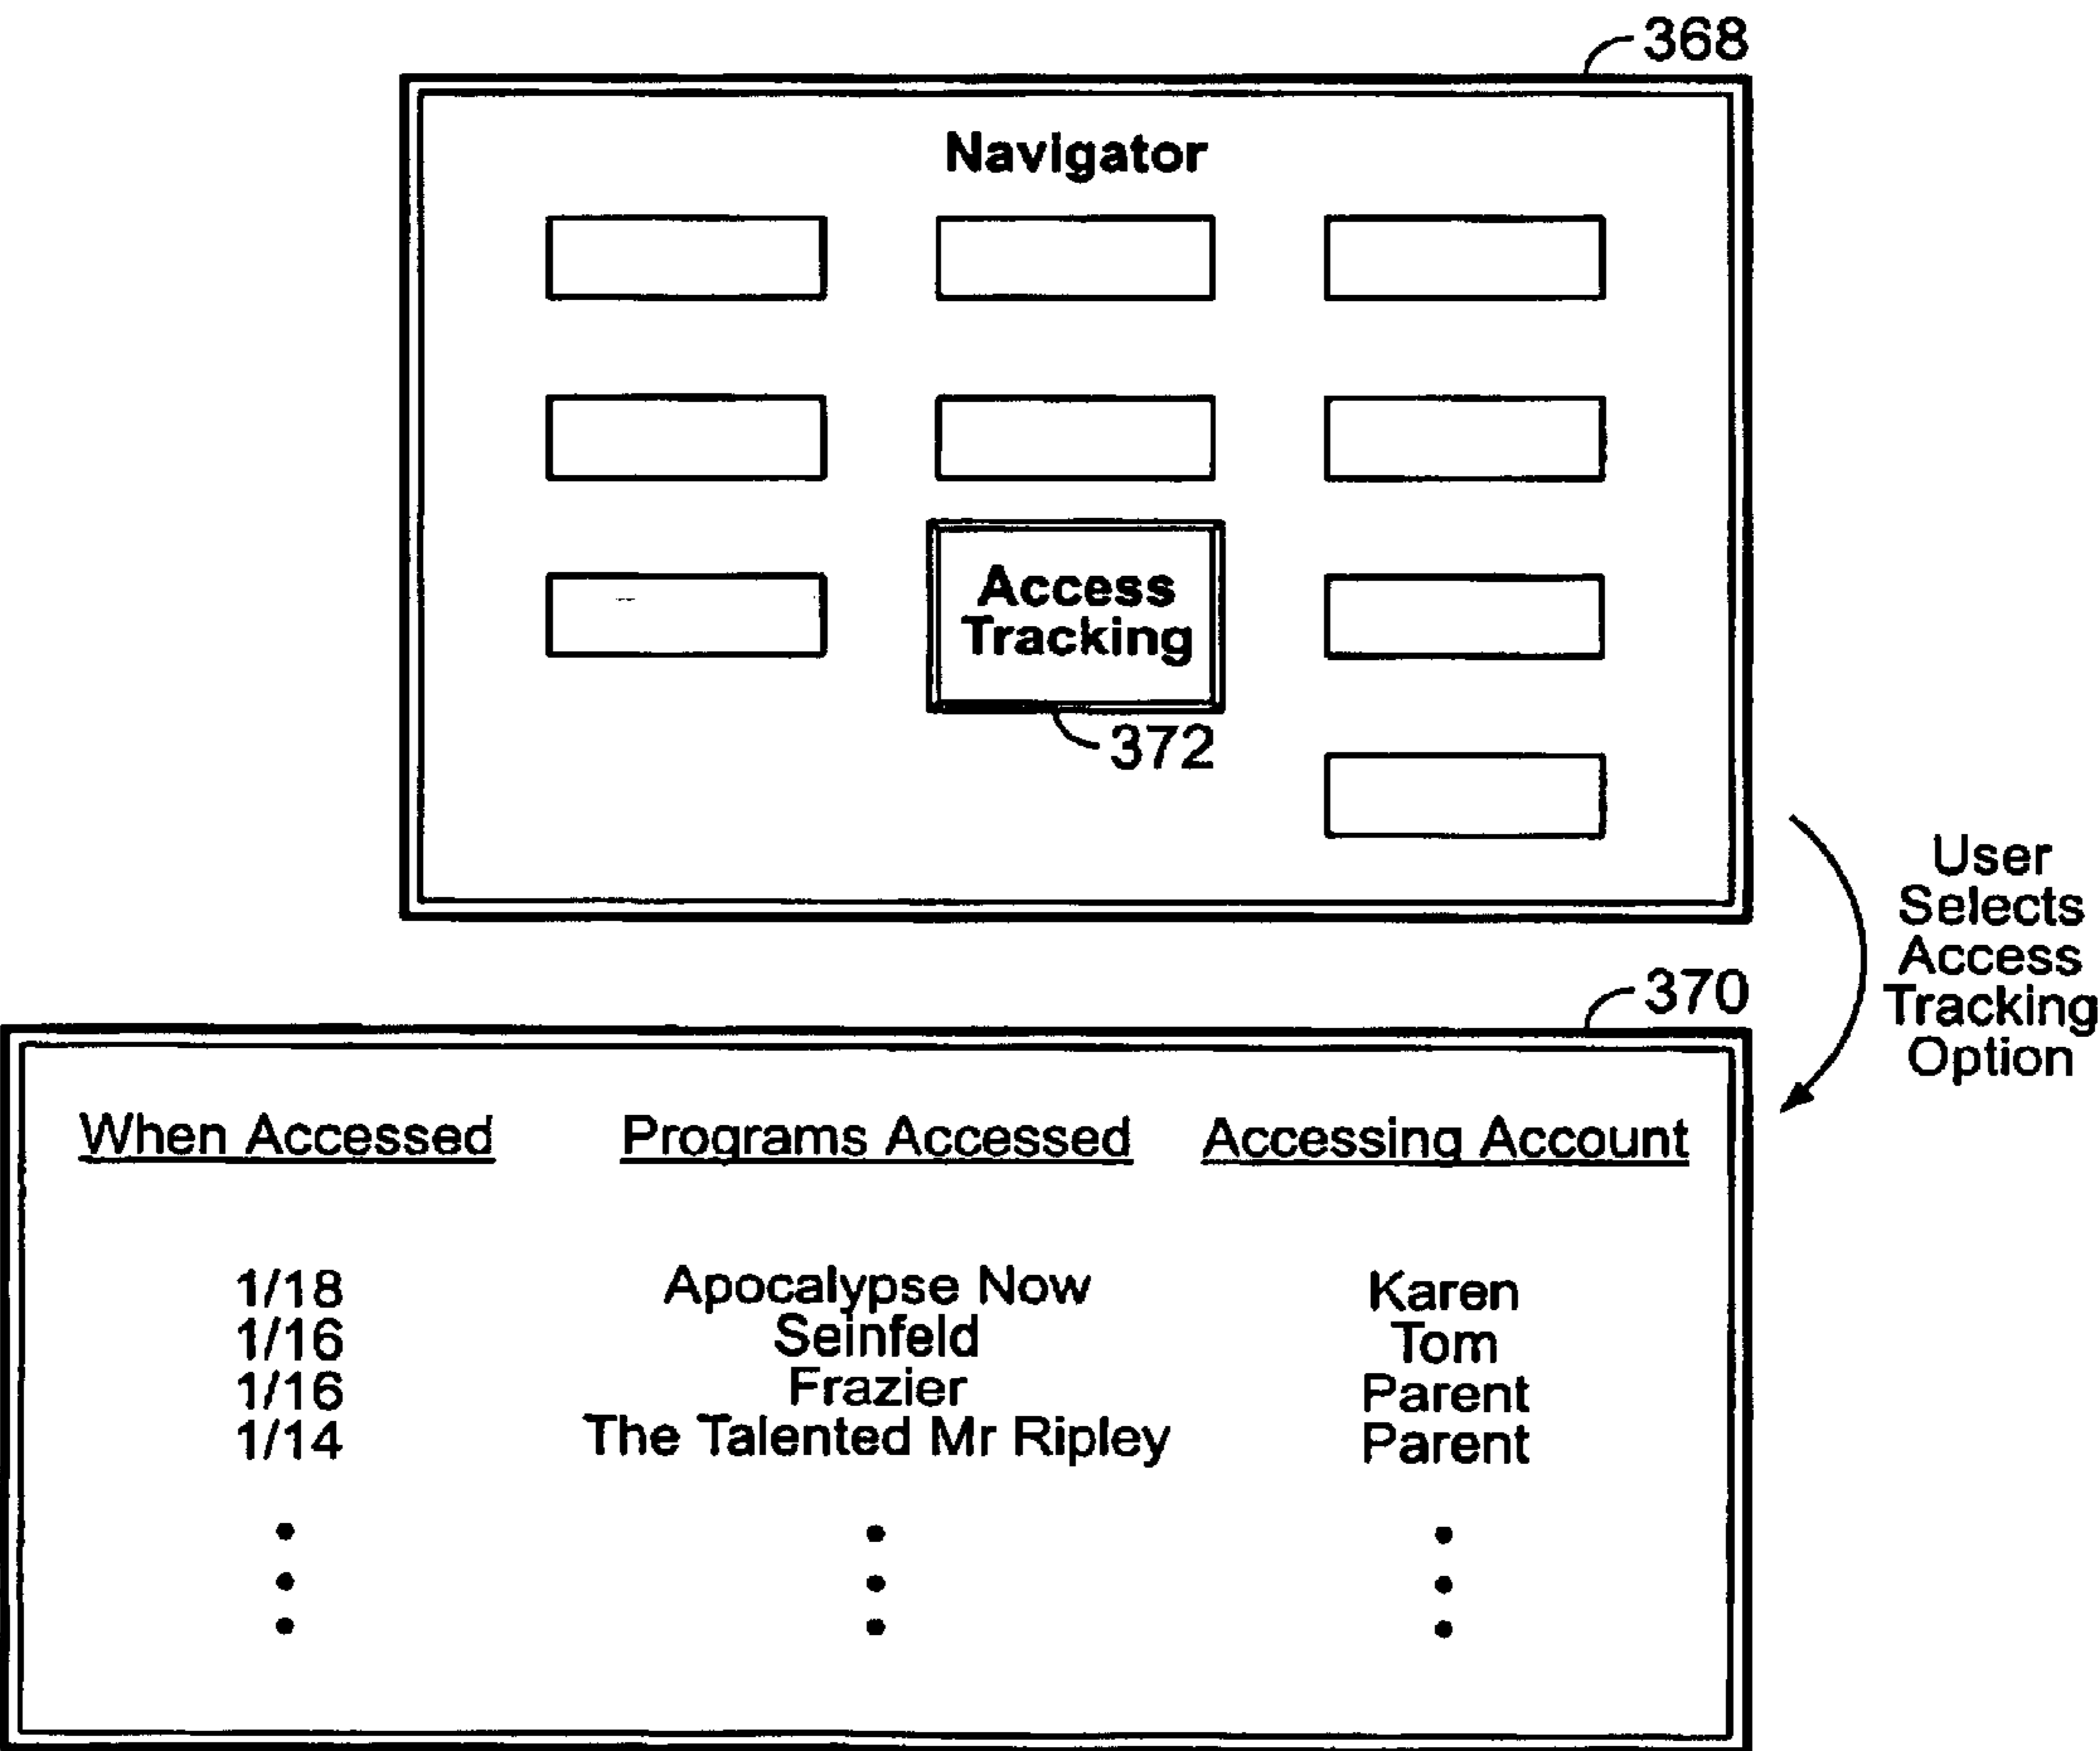 368
Navigator
Access
Tracking
372
User
Selects
Access
Tracking
Option
370
When Accessed Programs Accessed Accessing Account
1/18 Apocalypse Now Karen
1/16 Seinfeld Tom
1/16 Frazier Parent
1/14 The Talented Mr Ripley Parent